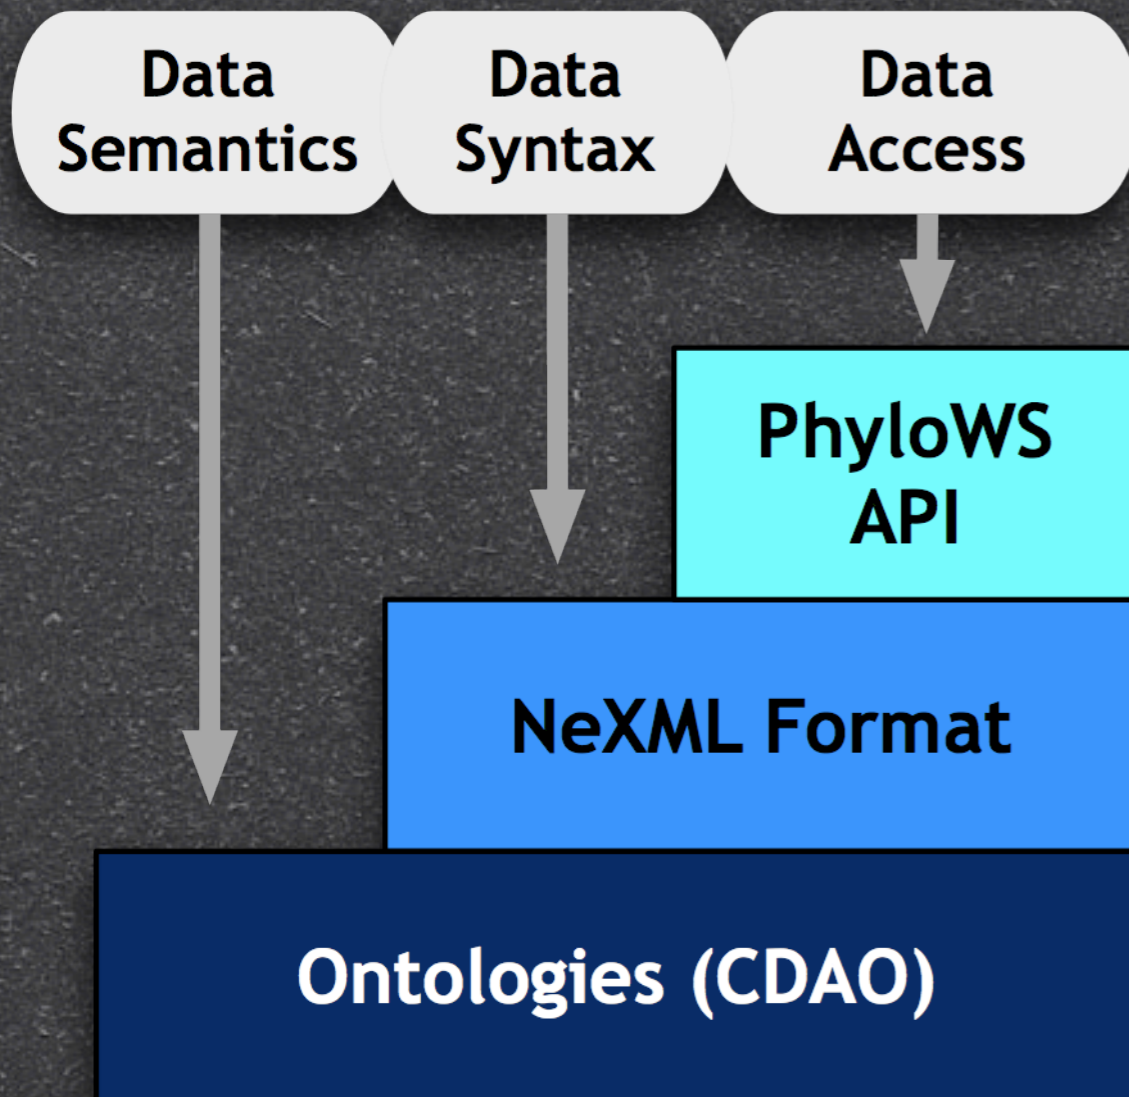 Data
Semantics
Data
Syntax
Data
Access
PhyloWS
API
NeXML Format
Ontologies (CDAO)